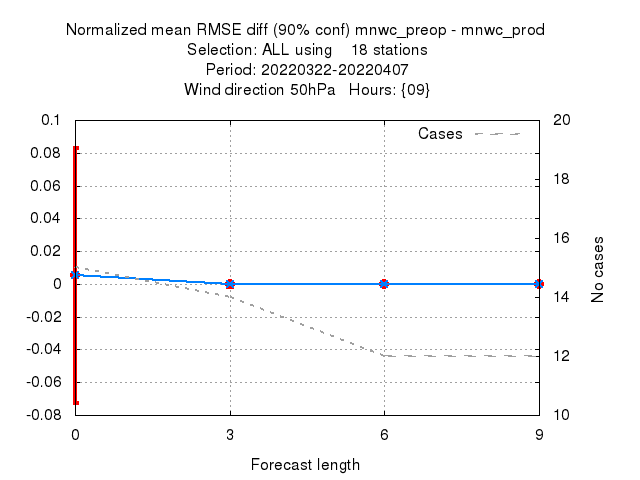 Normalized mean RMSE diff (90% conf) mnwc_preop - mnwc_prod
Selection: ALL using    18 stations
Period: 20220322-20220407
Wind direction 50hPa   Hours: {09}
Cases
0.1
0.08
0.06
0.04
0.02
0
-0.02
-0.04
-0.06
-0.08
20
18
16
14
12
10
No cases
0 3 6 9
Forecast length